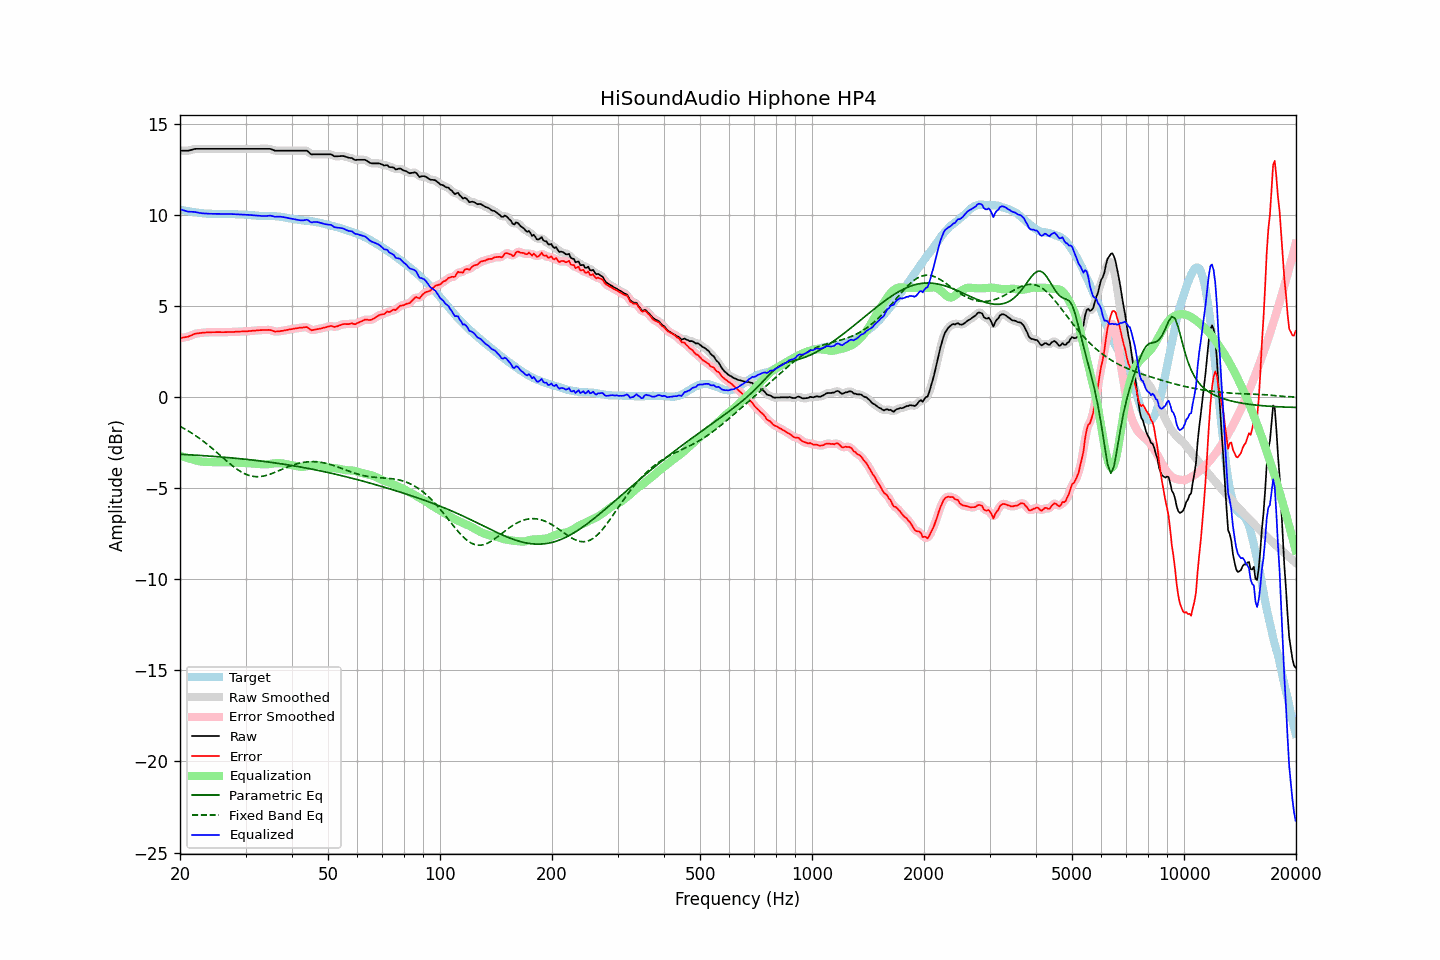 HiSoundAudio Hiphone HP4
15
10
5
0
−5
−10
−15
−20
−25
Amplitude (dBr)
Target
Raw Smoothed
Error Smoothed
Raw
Error
Equalization
Parametric Eq
Fixed Band Eq
Equalized
20 50 100 200 500 1000 2000 5000 10000 20000
Frequency (Hz)